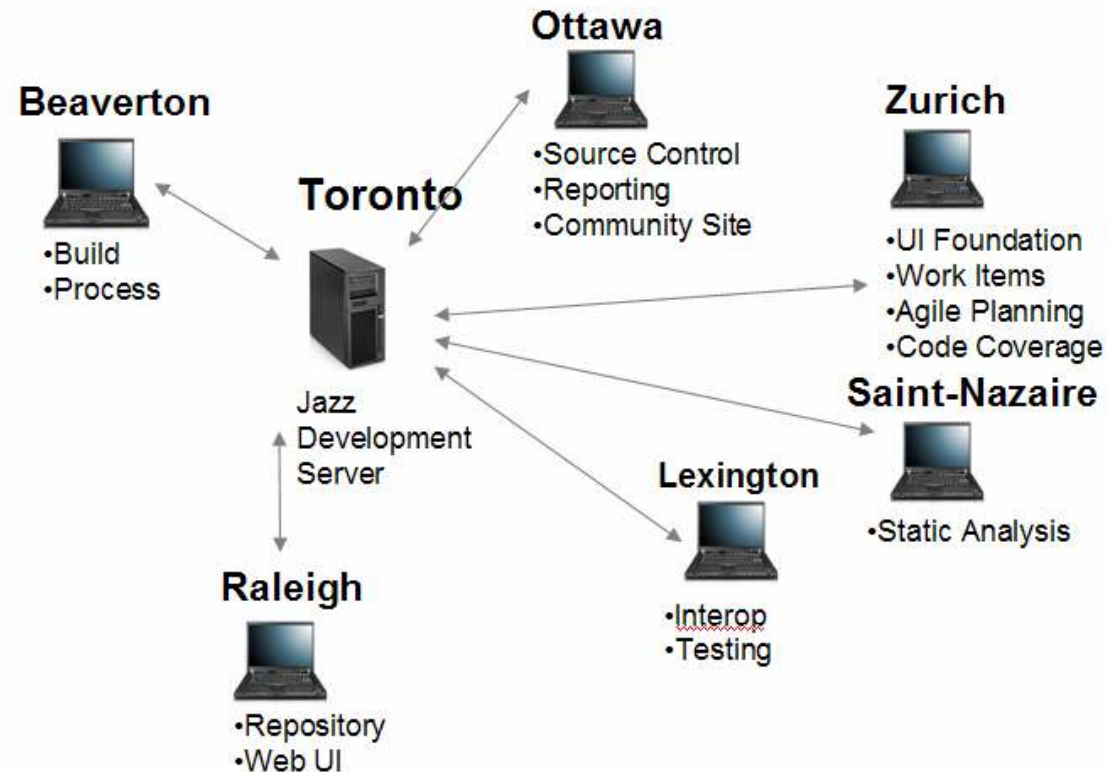 Ottawa
•Source Control
•Reporting
•Community Site
Beaverton
•Build
•Process
Toronto
Jazz
Development
Server
Zurich
•UI Foundation
•Work Items
•Agile Planning
•Code Coverage
Saint-Nazaire
•Static Analysis
Lexington
•Interop
•Testing
Raleigh
•Repository
•Web UI